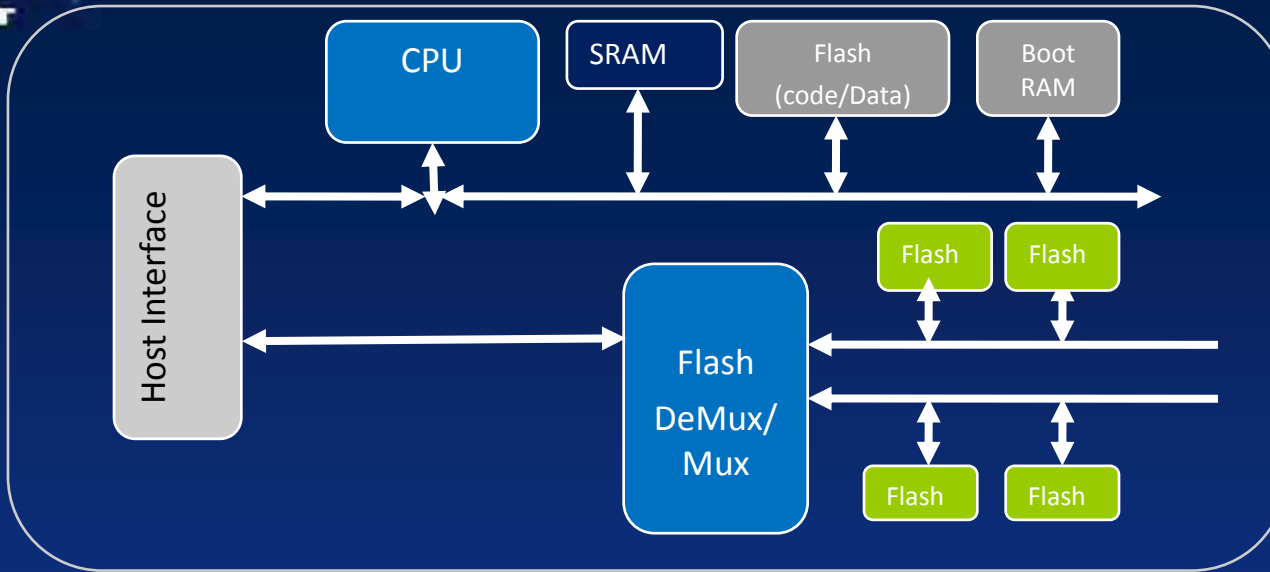 CPU
SRAM
Flash
(code/Data)
Boot
RAM
Host Interface
Flash
Flash
Flash
DeMux/
Mux
Flash
Flash